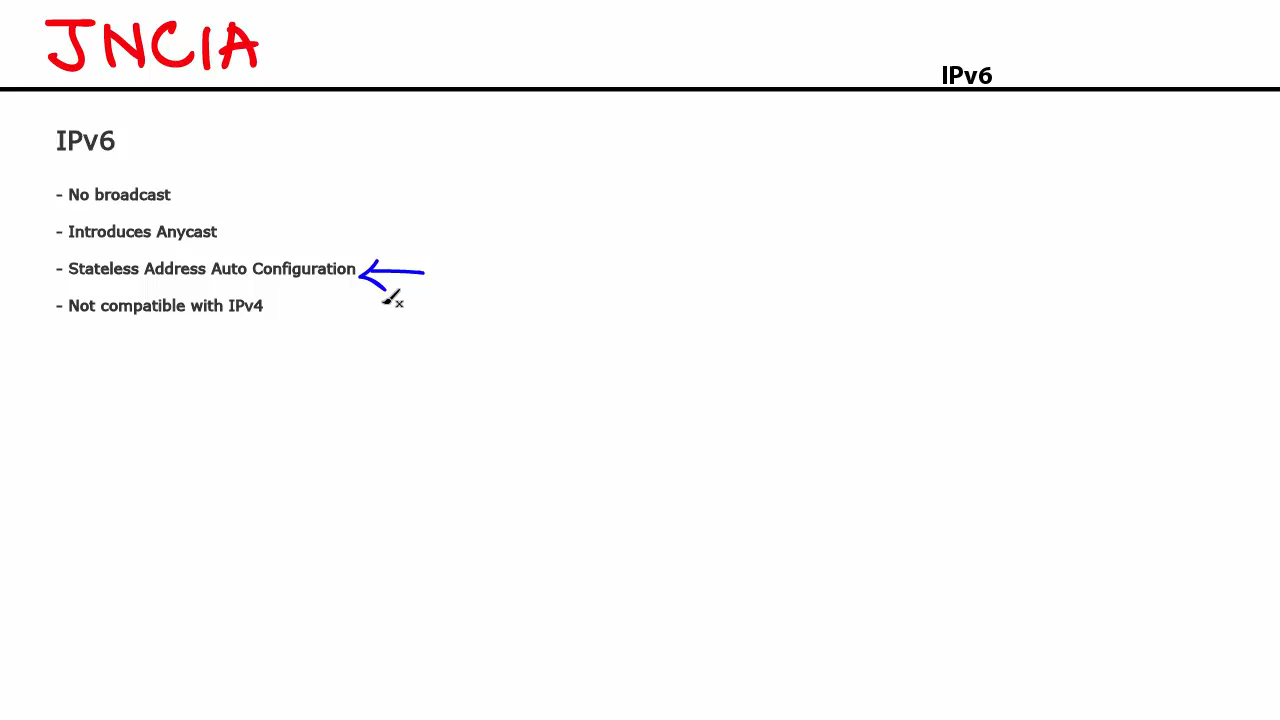 JNCIA
IPv6
IPv6
- No broadcast
- Introduces Anycast
- Stateless Address Auto Configuration
- Not compatible with IPv4